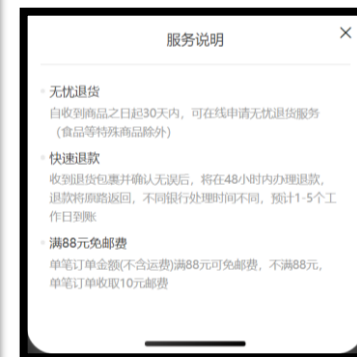 服务说明
无忧退货
自收到商品之日起30天内，可在线申请无忧退货服务
（食品等特殊商品除外）
快速退款
收到退货包裹并确认无误后，将在48小时内办理退款，
退款将原路返回，不同银行处理时间不同，预计1-5个工
作日到账
满88元免邮费
单笔订单金额(不含运费)满88元可免邮费，不满88元，
单笔订单收取10元邮费